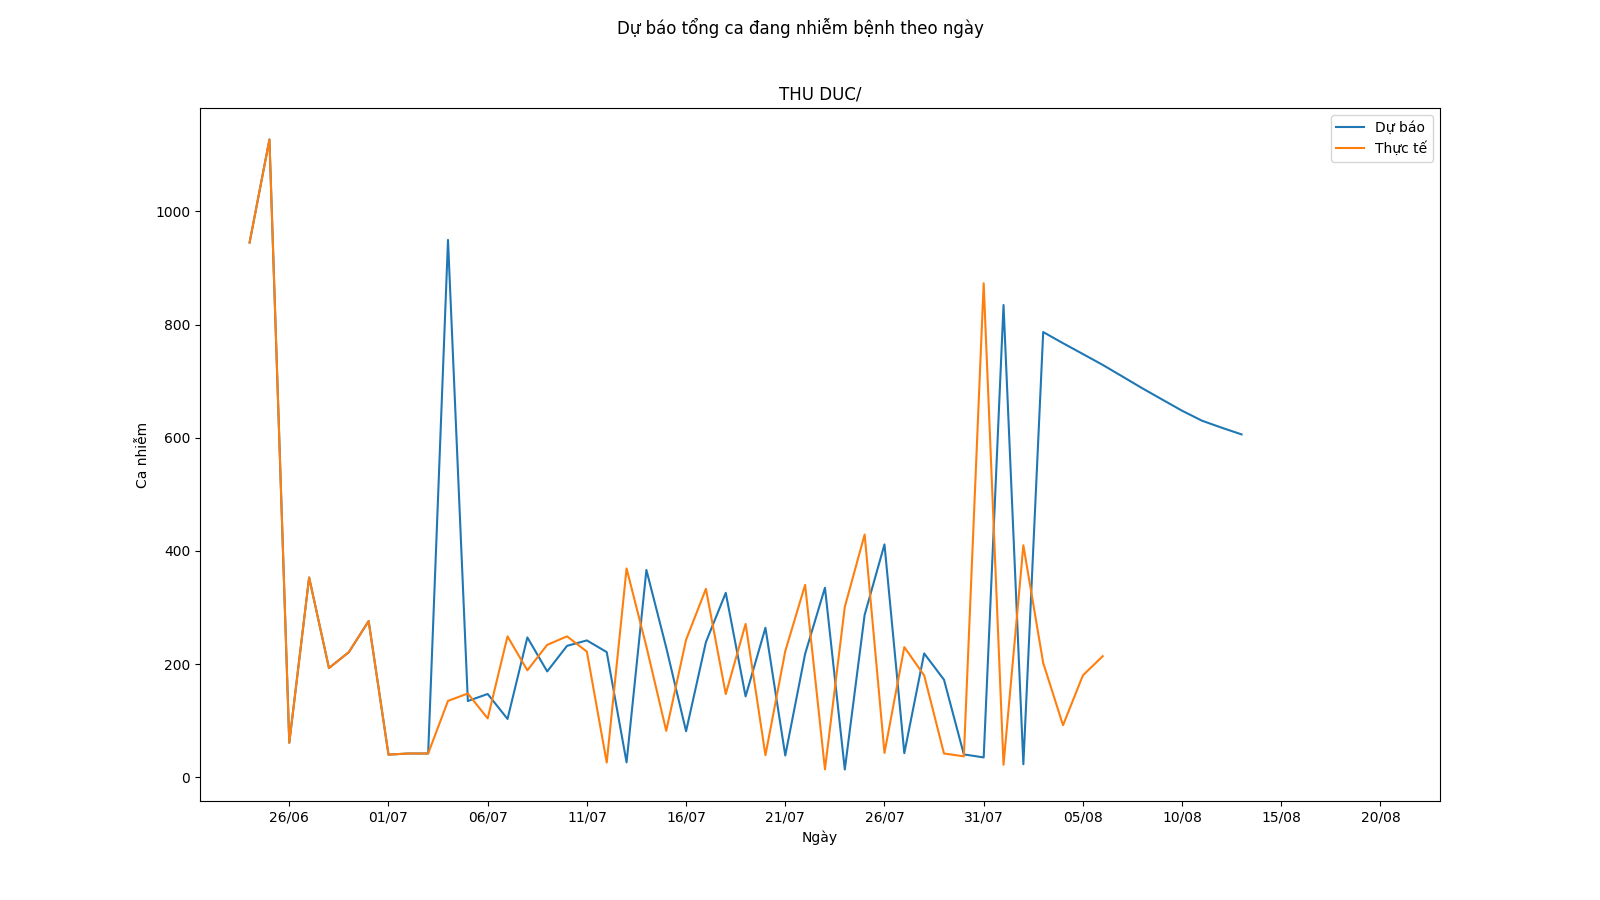 Dự báo tổng ca đang nhiễm bệnh theo ngày
THU DUC/
Dự báo
Thực tế
1000
800
600
400
200
0
Ca nhiễm
26/06 01/07 06/07 11/07 16/07 21/07 26/07 31/07 05/08 10/08 15/08 20/08
Ngày